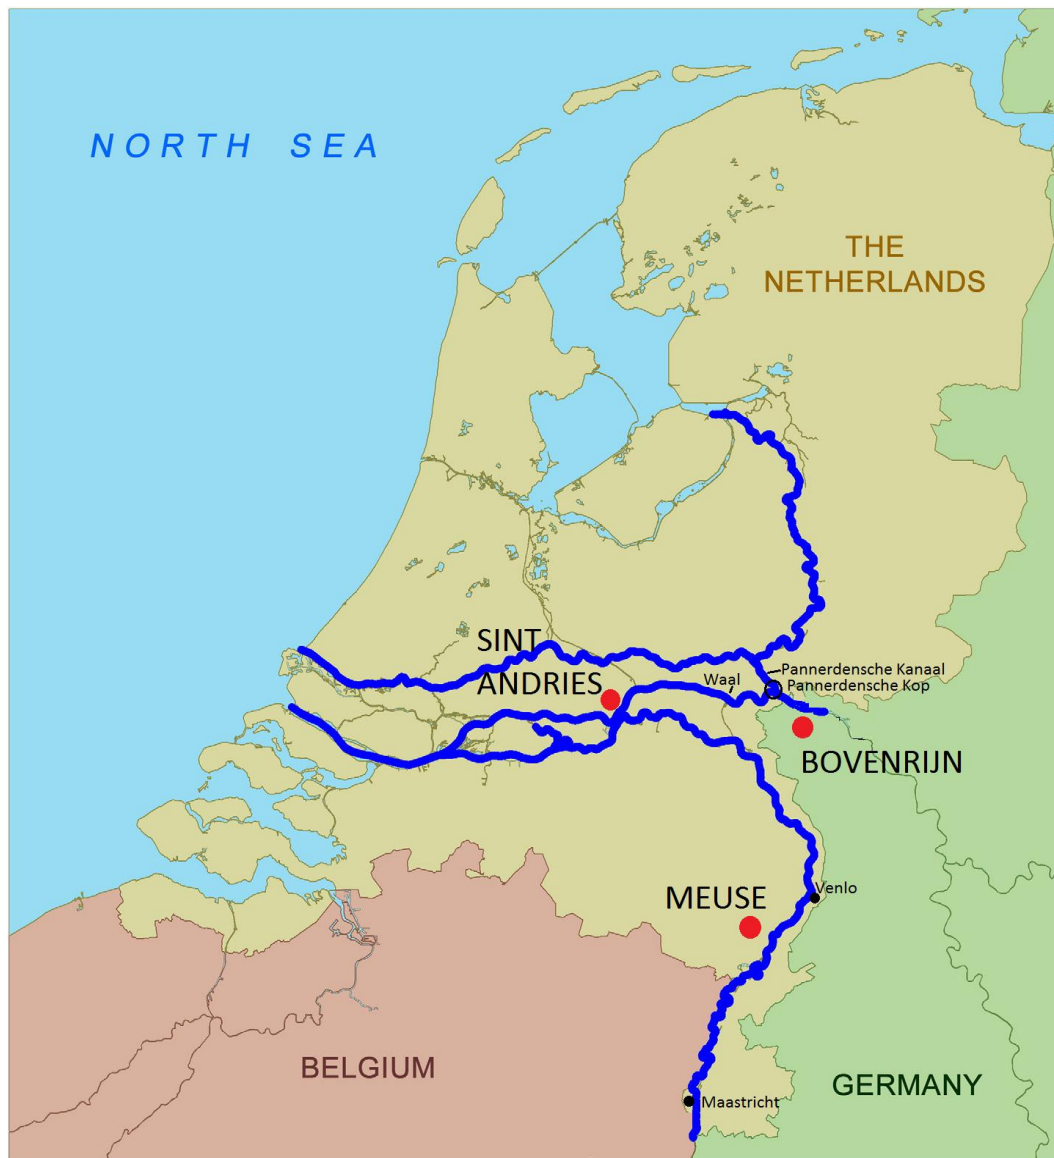 NORTH SEA
THE
NETHERLANDS
SINT
ANDRIES
Pannerdensche Kanaal
Waal
Pannerdensche Kop
BOVENRIJN
MEUSE
Venlo
BELGIUM
GERMANY
Maastricht